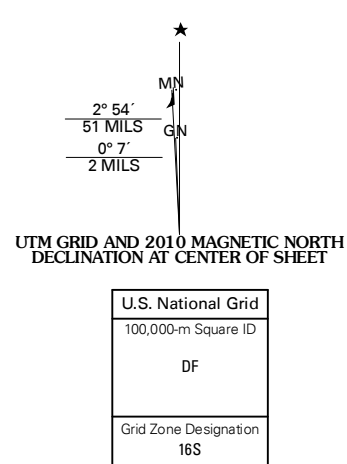 ★
MN
2° 54´
51 MILS
GN
0° 7´
2 MILS
UTM GRID AND 2010 MAGNETIC NORTH
DECLINATION AT CENTER OF SHEET
U.S. National Grid
100,000-m Square ID
DF
Grid Zone Designation
16S